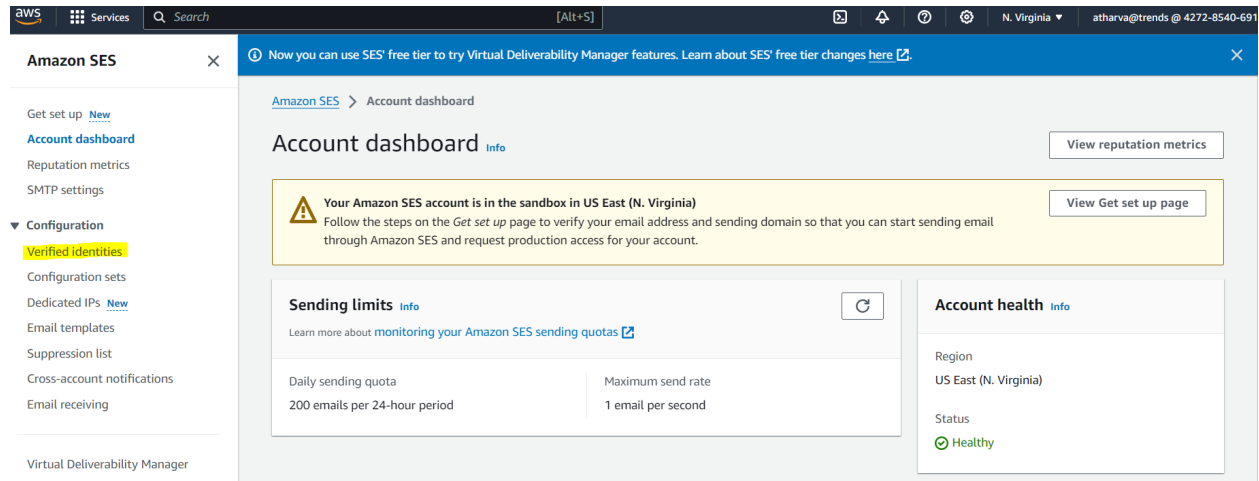 aws
Services
Search
[Alt+S]
N. Virginia
atharva@trends @ 4272-8540-691
Amazon SES
Now you can use SES' free tier to try Virtual Deliverability Manager features. Learn about SES' free tier changes here.
Get set up New
Account dashboard
Reputation metrics
SMTP settings
Configuration
Verified identities
Configuration sets
Dedicated IPs New
Email templates
Suppression list
Cross-account notifications
Email receiving
Virtual Deliverability Manager
Amazon SES > Account dashboard
Account dashboard Info
View reputation metrics
Your Amazon SES account is in the sandbox in US East (N. Virginia)
Follow the steps on the Get set up page to verify your email address and sending domain so that you can start sending email
through Amazon SES and request production access for your account.
View Get set up page
Sending limits Info
Learn more about monitoring your Amazon SES sending quotas
Daily sending quota
200 emails per 24-hour period
Maximum send rate
1 email per second
Account health Info
Region
US East (N. Virginia)
Status
Healthy